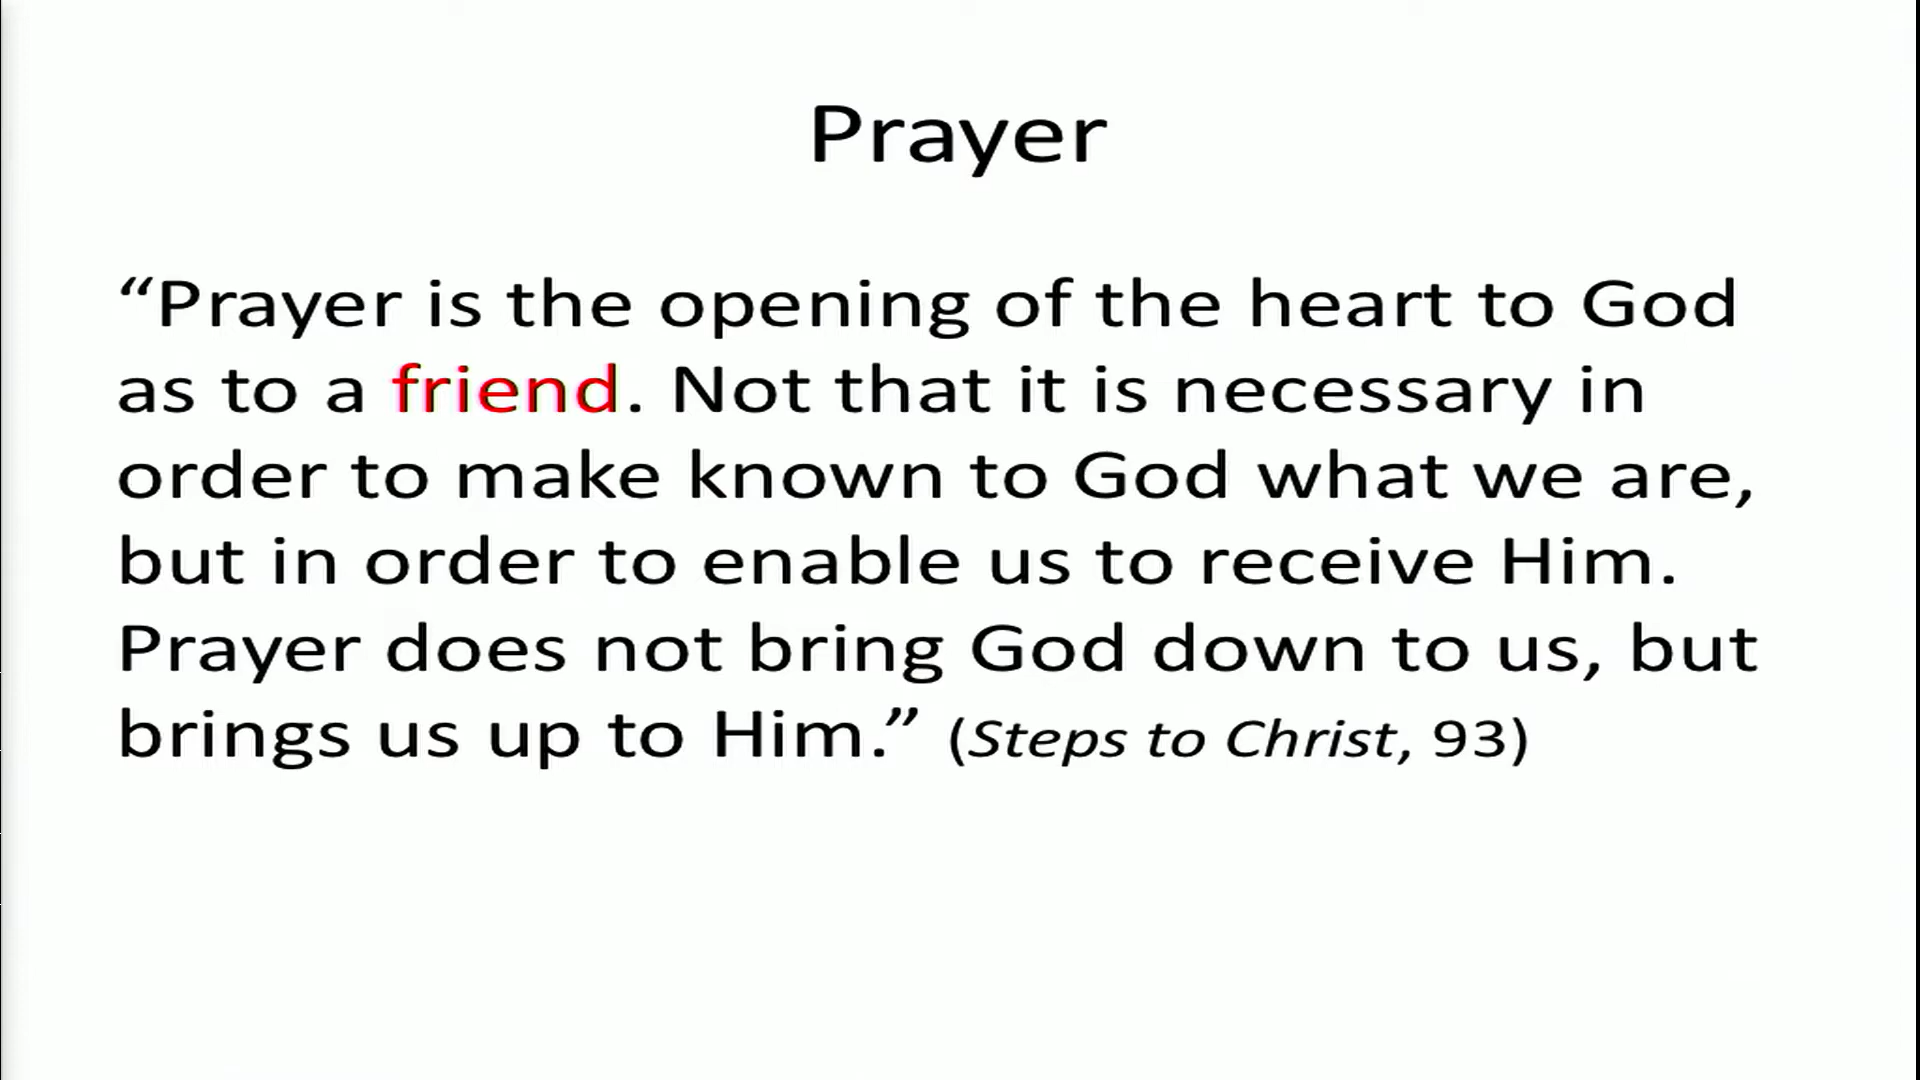 Prayer
“Prayer is the opening of the heart to God
as to a friend. Not that it is necessary in
order to make known to God what we are,
but in order to enable us to receive Him.
Prayer does not bring God down to us, but
brings us up to Him.” (Steps to Christ, 93)